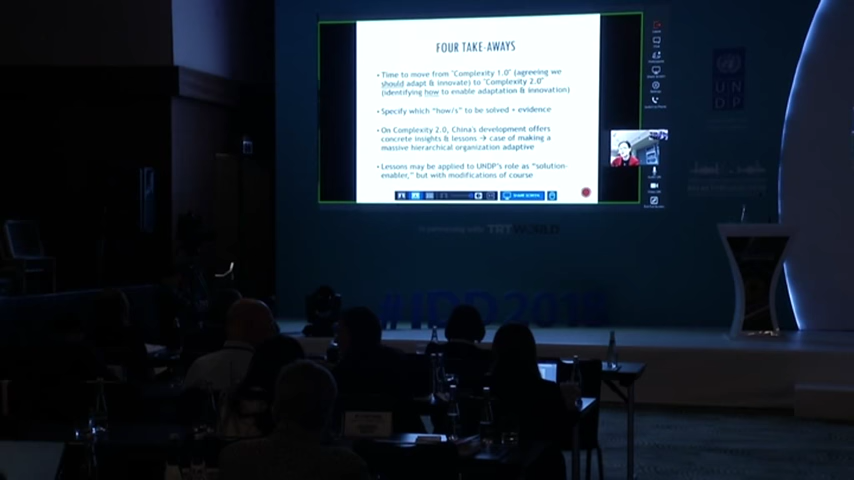 FOUR TAKE-AWAYS
• Time to move from "Complexity 1.0" (agreeing we
should adapt & innovate) to "Complexity 2.0"
(identifying how to enable adaptation & innovation)
• Specify which "how/s" to be solved + evidence
• On Complexity 2.0, China's development offers
concrete insights & lessons → case of making a
massive hierarchical organization adaptive
• Lessons may be applied to UNDP's role as "solution-
enabler," but with modifications of course
SHARE SCREEN
U N
D P
TRT WORLD
#IDD2018